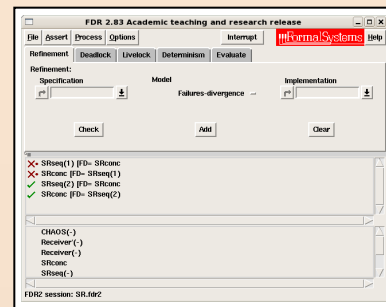 FDR 2.83 Academic teaching and research release
File Assert Process Options Interrupt FormalSystems Help
Refinement Deadlock Livelock Determinism Evaluate
Refinement:
Specification Model Implementation
Failures-divergence
Check Add Clear
SRseq(1) [FD= SRconc
SRconc [FD= SRseq(1)
SRseq(2) [FD= SRconc
SRconc [FD= SRseq(2)
CHAOS(-)
Receiver'(-)
Receiver(-)
SRconc
SRseq(-)
FDR2 session: SR.fdr2